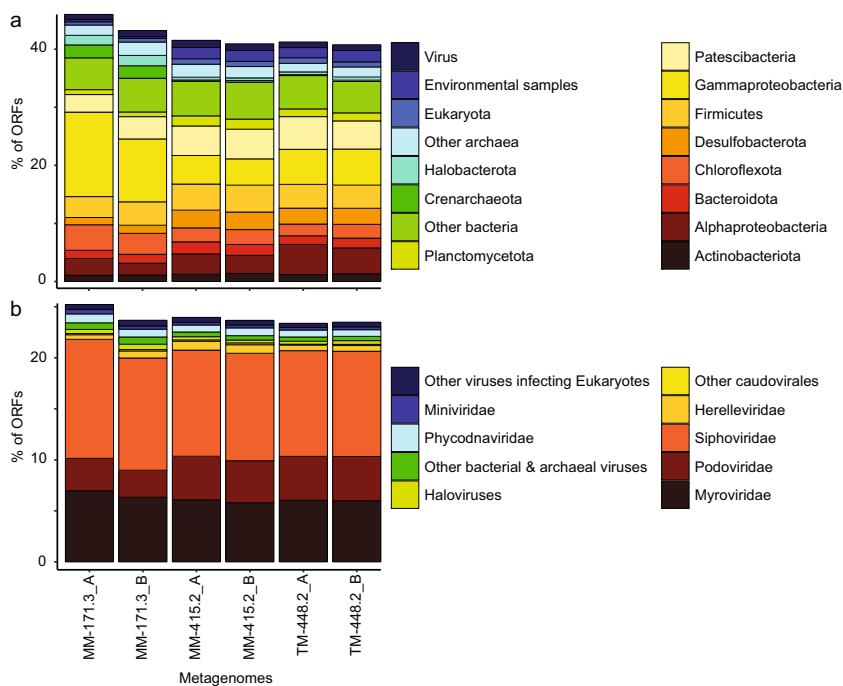 a
% of ORFs
40
20
0
Virus
Environmental samples
Eukaryota
Other archaea
Halobacterota
Crenarchaeota
Other bacteria
Planctomycetota
Patescibacteria
Gammaproteobacteria
Firmicutes
Desulfobacterota
Chloroflexota
Bacteroidota
Alphaproteobacteria
Actinobacteriota
b
% of ORFs
20
10
0
Other viruses infecting Eukaryotes
Miniviridae
Phycodnaviridae
Other bacterial & archaeal viruses
Haloviruses
Other caudovirales
Herelleviridae
Siphoviridae
Podoviridae
Myroviridae
MM-171.3_A
MM-171.3_B
MM-415.2_A
MM-415.2_B
TM-448.2_A
TM-448.2_B
Metagenomes